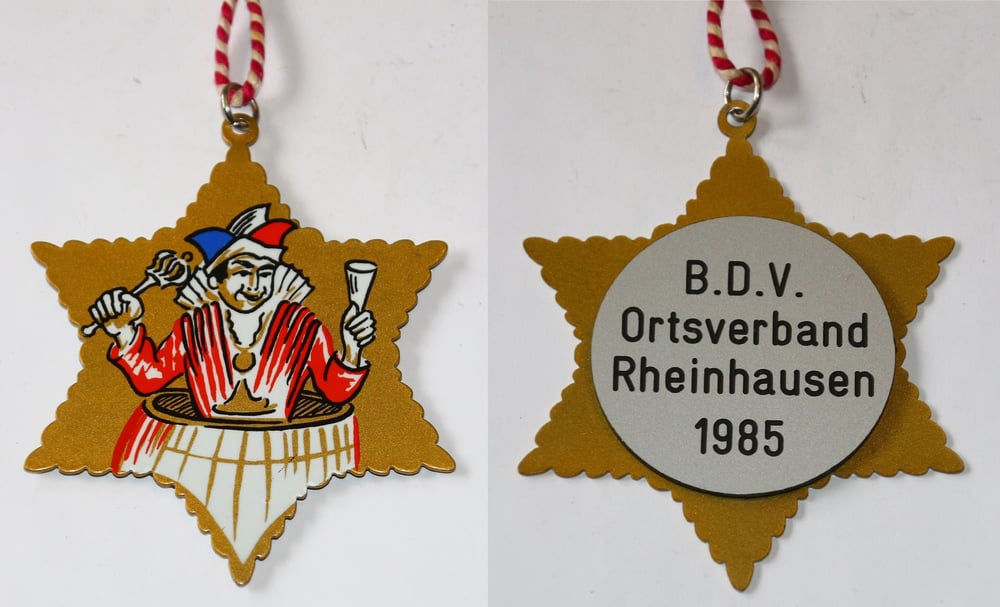 B.D.V.
Ortsverband
Rheinhausen
1985